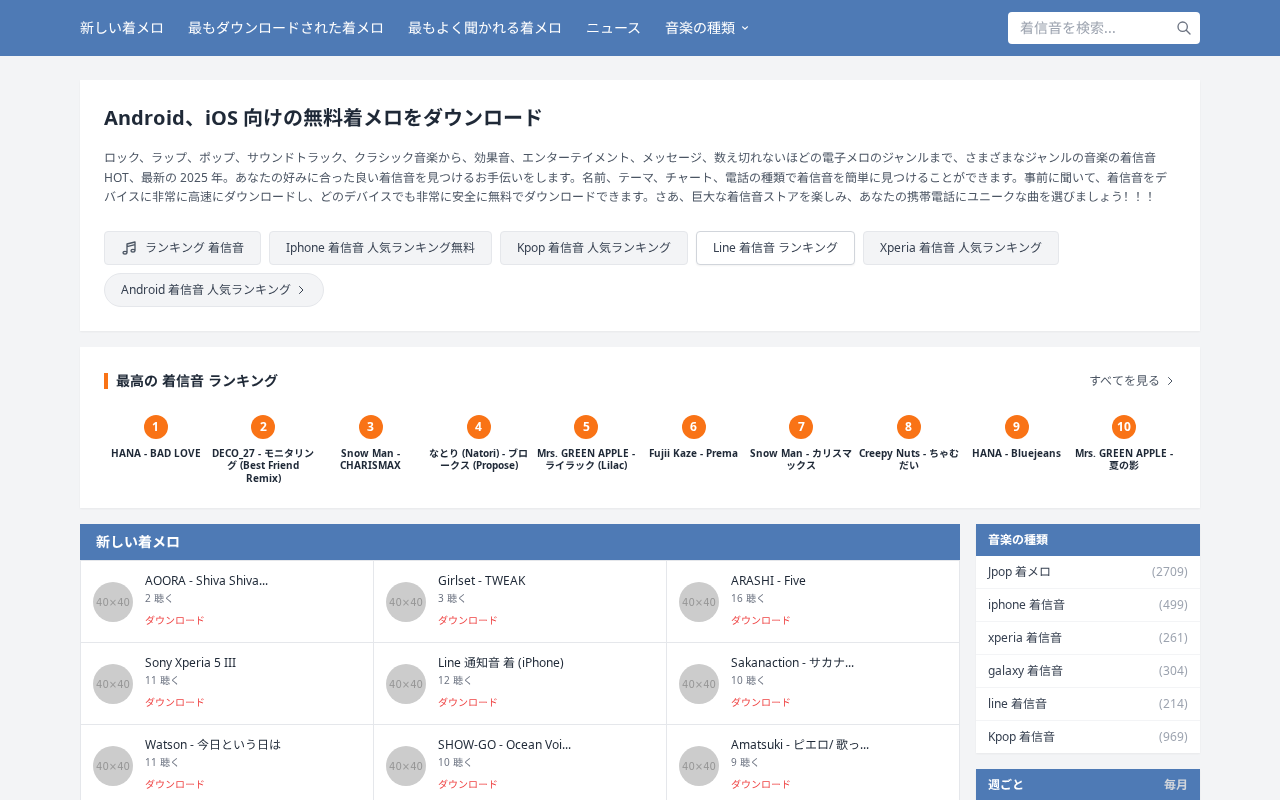 新しい着メロ 最もダウンロードされた着メロ 最もよく聞かれる着メロ ニュース 音楽の種類 着信音を検索...
Android、iOS 向けの無料着メロをダウンロード
ロック、ラップ、ポップ、サウンドトラック、クラシック音楽から、効果音、エンターテイメント、メッセージ、数え切れないほどの電子メロのジャンルまで、さまざまなジャンルの音楽の着信音
HOT、最新の 2025 年。あなたの好みに合った良い着信音を見つけるお手伝いをします。名前、テーマ、チャート、電話の種類で着信音を簡単に見つけることができます。事前に聞いて、着信音をデ
バイスに非常に高速にダウンロードし、どのデバイスでも非常に安全に無料でダウンロードできます。さあ、巨大な着信音ストアを楽しみ、あなたの携帯電話にユニークな曲を選びましょう！！！
ランキング 着信音 Iphone 着信音 人気ランキング無料 Kpop 着信音 人気ランキング Line 着信音 ランキング Xperia 着信音 人気ランキング
Android 着信音 人気ランキング
最高の 着信音 ランキング すべてを見る
1
HANA - BAD LOVE
2
DECO_27 - モニタリン
グ (Best Friend
Remix)
3
Snow Man -
CHARISMAX
4
なとり (Natori) - プロ
ークス (Propose)
5
Mrs. GREEN APPLE -
ライラック (Lilac)
6
Fujii Kaze - Prema
7
Snow Man - カリスマ
ックス
8
Creepy Nuts - ちゃむ
だい
9
HANA - Bluejeans
10
Mrs. GREEN APPLE -
夏の影
新しい着メロ
40×40
AOORA - Shiva Shiva...
2 聴く
ダウンロード
40×40
Girlset - TWEAK
3 聴く
ダウンロード
40×40
ARASHI - Five
16 聴く
ダウンロード
40×40
Sony Xperia 5 III
11 聴く
ダウンロード
40×40
Line 通知音 着 (iPhone)
12 聴く
ダウンロード
40×40
Sakanaction - サカナ...
10 聴く
ダウンロード
40×40
Watson - 今日という日は
11 聴く
ダウンロード
40×40
SHOW-GO - Ocean Voi...
10 聴く
ダウンロード
40×40
Amatsuki - ピエロ/ 歌っ...
9 聴く
ダウンロード
音楽の種類
Jpop 着メロ (2709)
iphone 着信音 (499)
xperia 着信音 (261)
galaxy 着信音 (304)
line 着信音 (214)
Kpop 着信音 (969)
週ごと 毎月